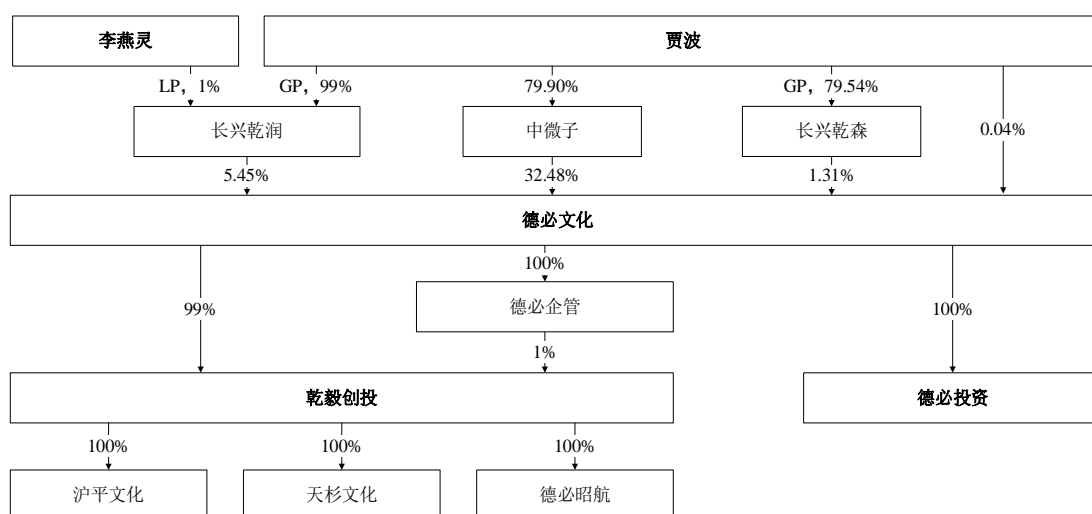 李燕灵
贾波
LP，1%
GP，99%
79.90%
GP，79.54%
长兴乾润
中微子
长兴乾森
0.04%
5.45%
32.48%
1.31%
德必文化
100%
德必企管
99%
100%
1%
乾毅创投
德必投资
100%
100%
100%
沪平文化
天杉文化
德必昭航